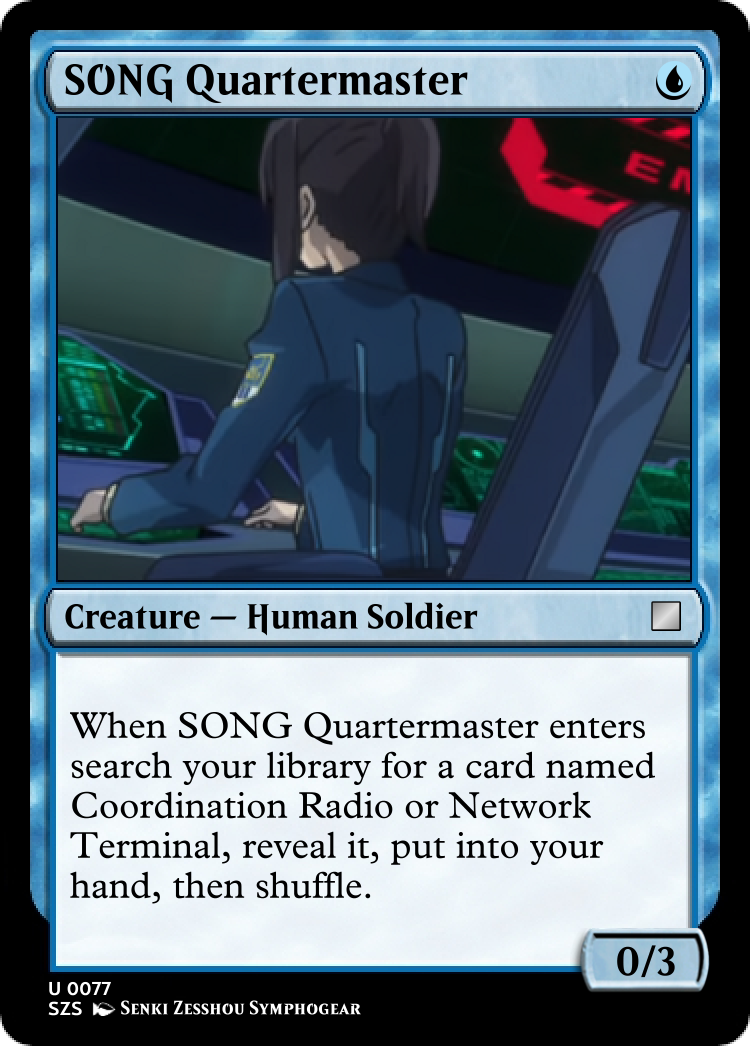 SONG Quartermaster
EM
Creature — Human Soldier
When SONG Quartermaster enters
search your library for a card named
Coordination Radio or Network
Terminal, reveal it, put into your
hand, then shuffle.
0/3
U 0077
SZS Senki Zesshou Symphogear